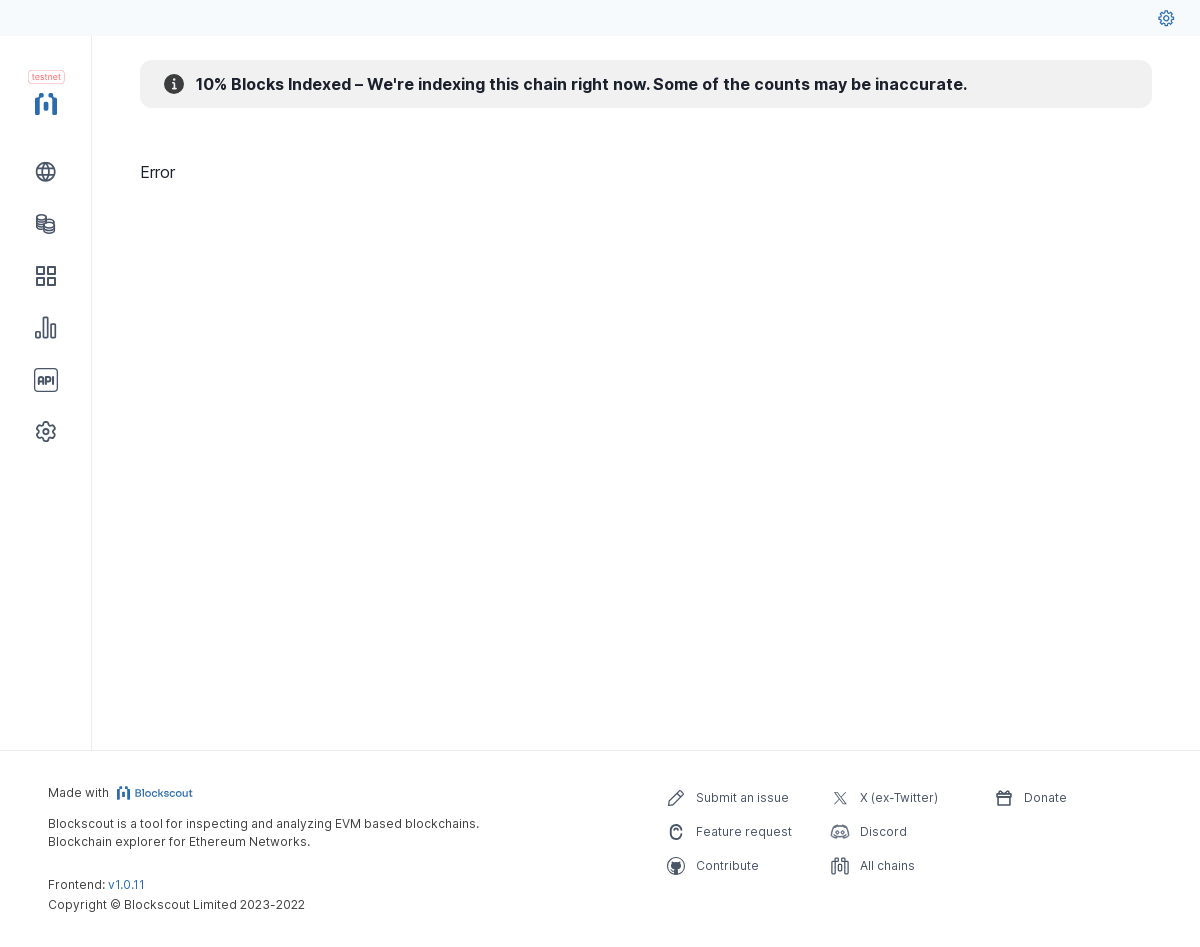 testnet
10% Blocks Indexed – We're indexing this chain right now. Some of the counts may be inaccurate.
Error
API
Made with Blockscout
Blockscout is a tool for inspecting and analyzing EVM based blockchains.
Blockchain explorer for Ethereum Networks.
Frontend: v1.0.11
Copyright © Blockscout Limited 2023-2022
Submit an issue
Feature request
Contribute
X (ex-Twitter)
Discord
All chains
Donate